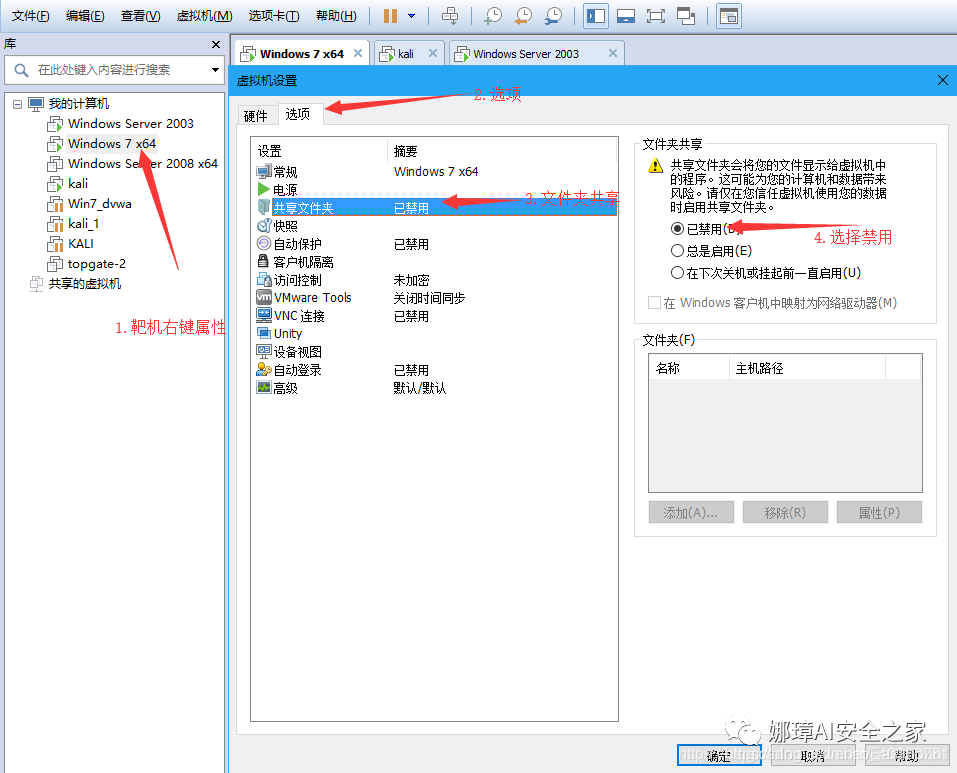 文件(F) 编辑(E) 查看(V) 虚拟机(M) 选项卡(T) 帮助(H)
库
在此处键入内容进行搜索
我的计算机
Windows Server 2003
Windows 7 x64
Windows Server 2008 x64
kali
Win7_dvwa
kali_1
KALI
topgate-2
共享的虚拟机
1.靶机右键属性
Windows 7 x64
kali
Windows Server 2003
虚拟机设置
硬件
选项
2.选项
设置 摘要
常规 Windows 7 x64
电源
共享文件夹 已禁用
3.文件夹共享
快照
自动保护 已禁用
客户机隔离
访问控制 未加密
VMware Tools 关闭时间同步
VNC 连接 已禁用
Unity
设备视图
自动登录 已禁用
高级 默认/默认
文件夹共享
共享文件夹会将您的文件显示给虚拟机中
的程序。这可能为您的计算机和数据带来
风险。请仅在您信任虚拟机使用您的数据
时启用共享文件夹。
已禁用(D)
4.选择禁用
总是启用(E)
在下次关机或挂起前一直启用(U)
在 Windows 客户机中映射为网络驱动器(M)
文件夹(F)
名称 主机路径
添加(A)...
移除(R)
属性(P)
娜璋AI安全之家
确定
取消
帮助